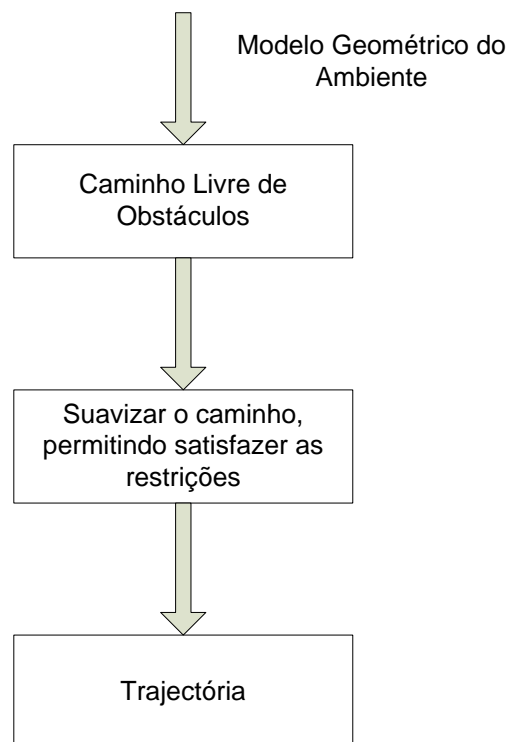 Modelo Geométrico do
Ambiente
Caminho Livre de
Obstáculos
Suavizar o caminho,
permitindo satisfazer as
restrições
Trajectória